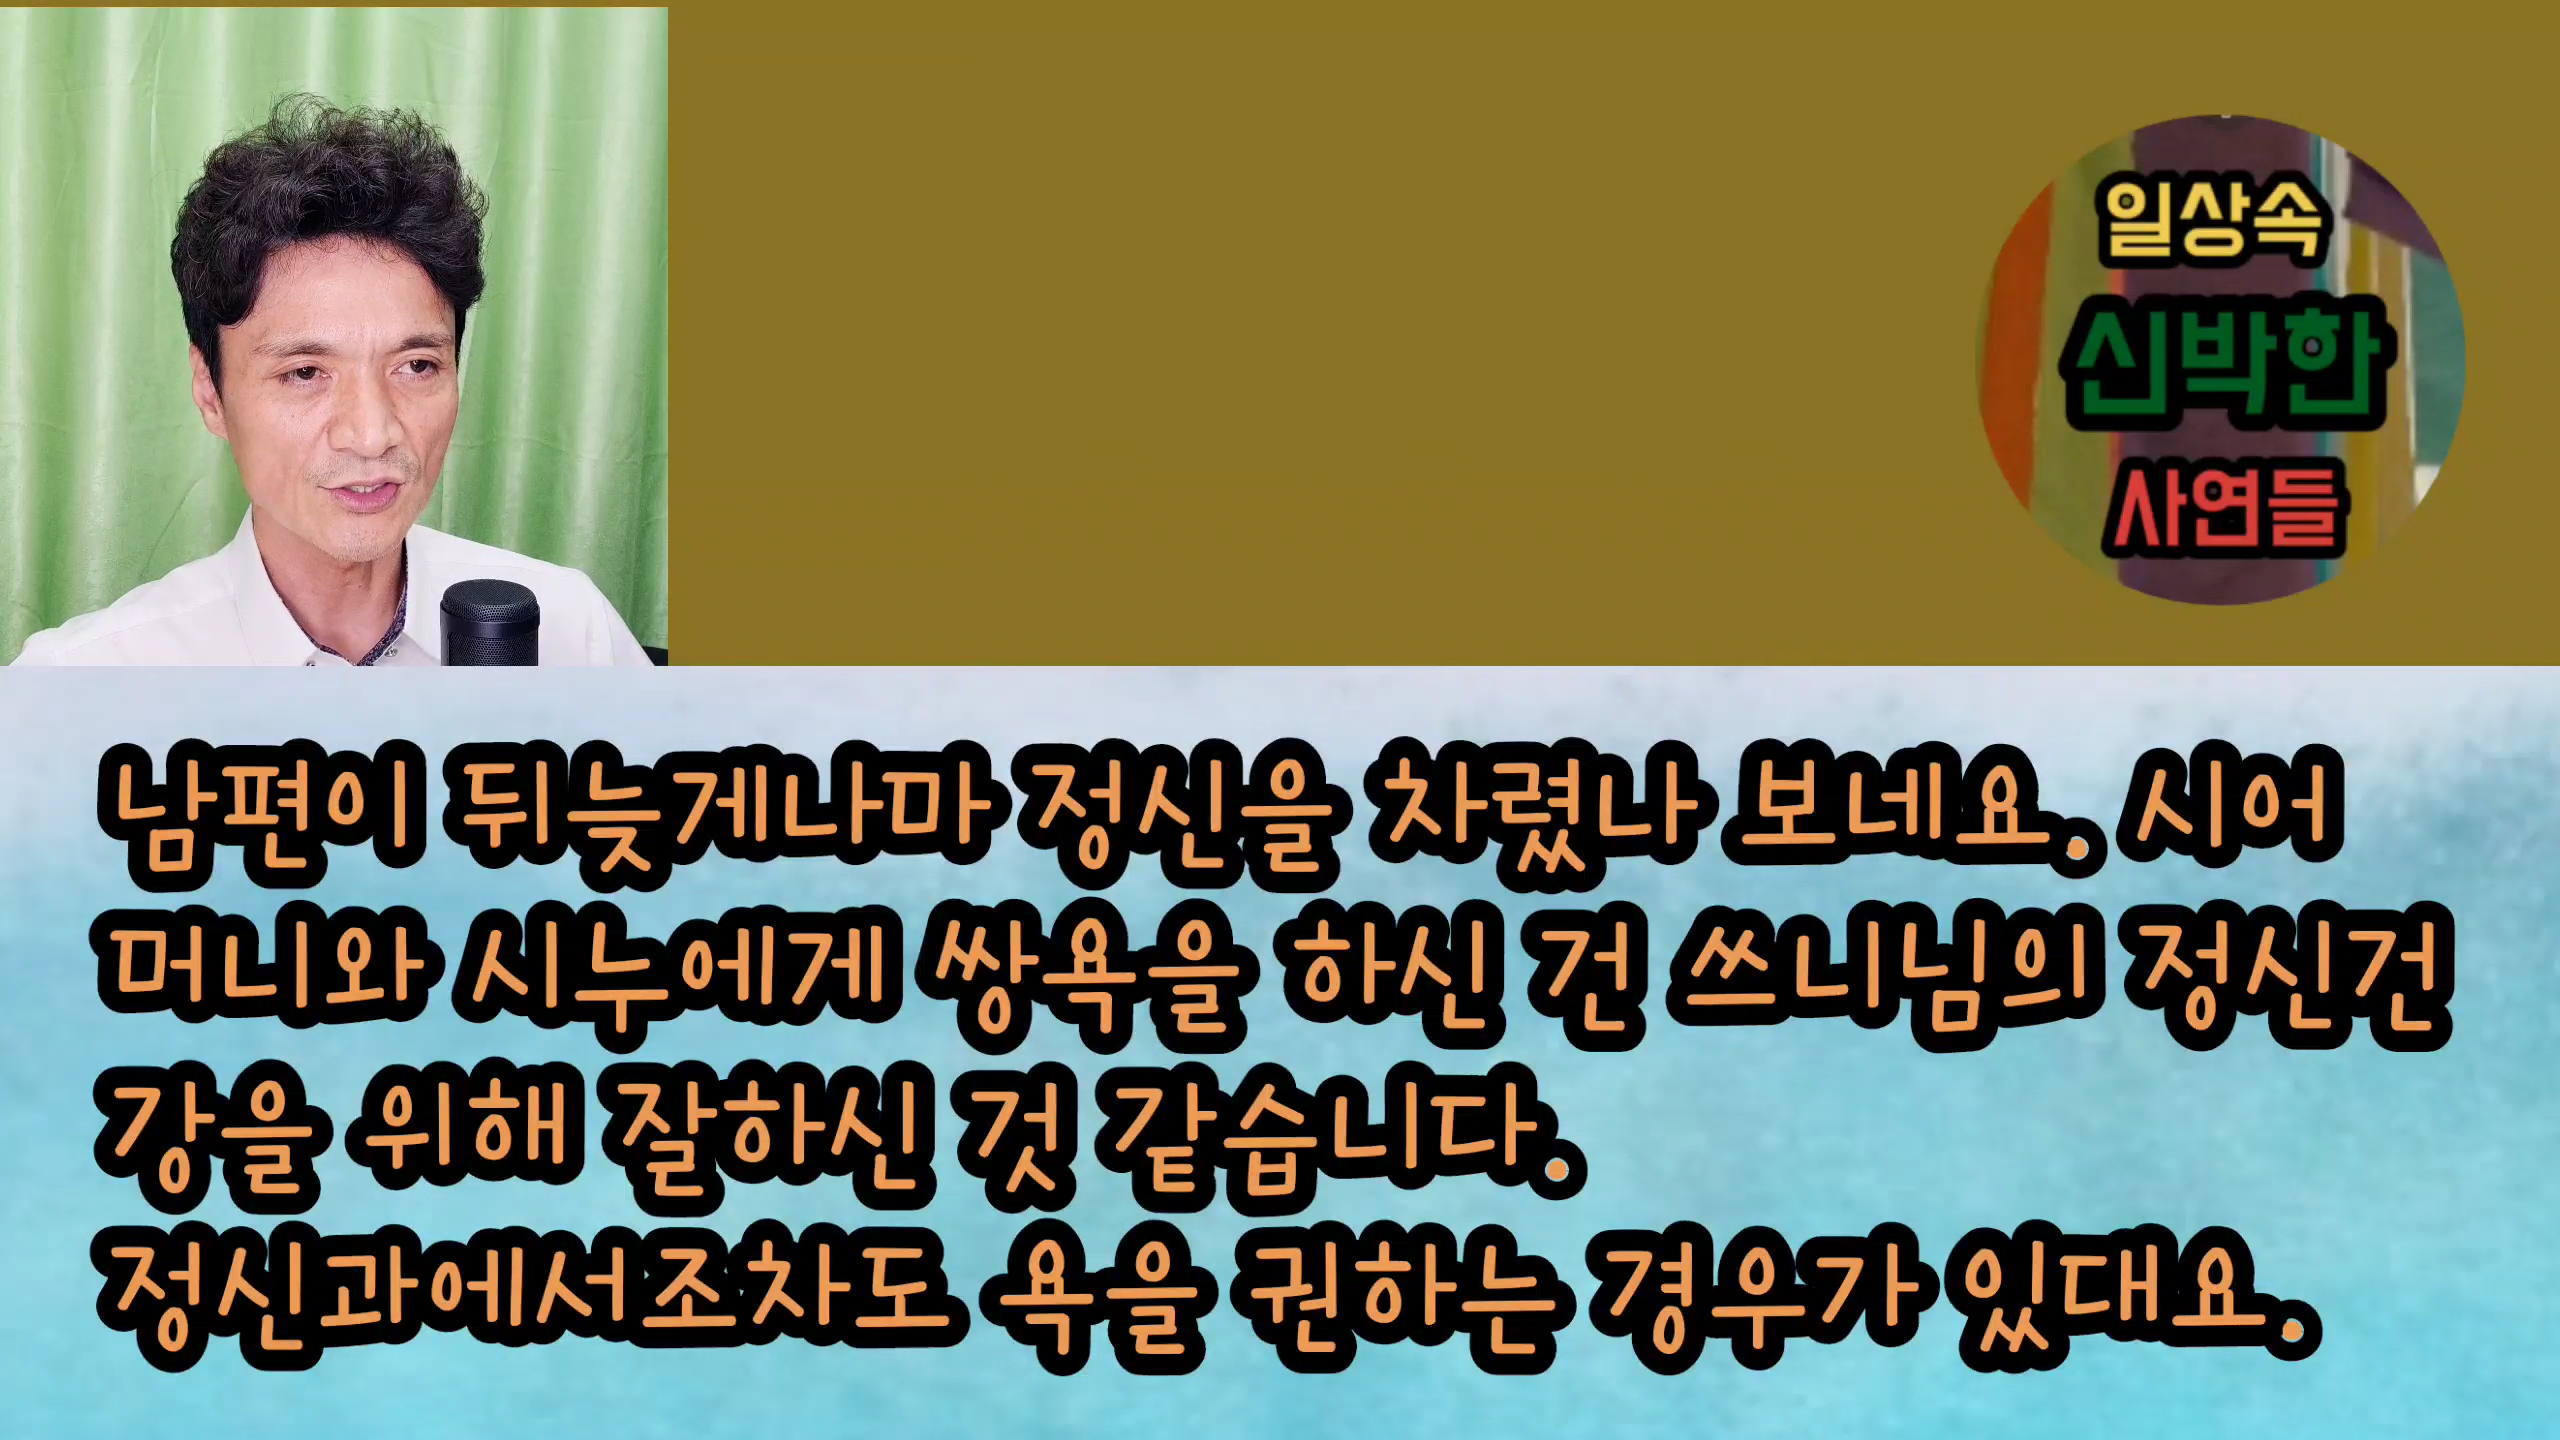 일상속
신박한
사연들
남편이 뒤늦게나마 정신을 차렸나 보네요. 시어
머니와 시누에게 쌍욕을 하신 건 쓰니님의 정신건
강을 위해 잘하신 것 같습니다.
정신과에서조차도 욕을 권하는 경우가 있대요.